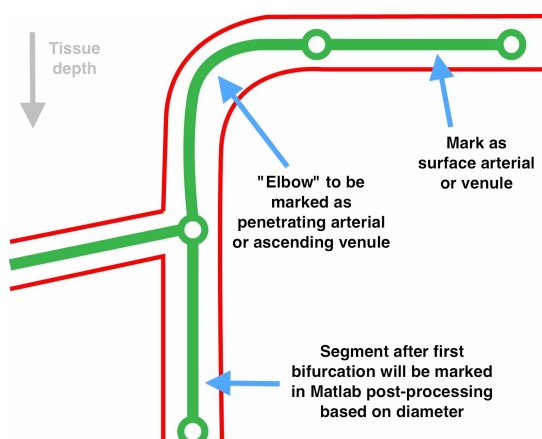 Tissue
depth
Mark as
surface arterial
or venule
"Elbow" to be
marked as
penetrating arterial
or ascending venule
Segment after first
bifurcation will be marked
in Matlab post-processing
based on diameter